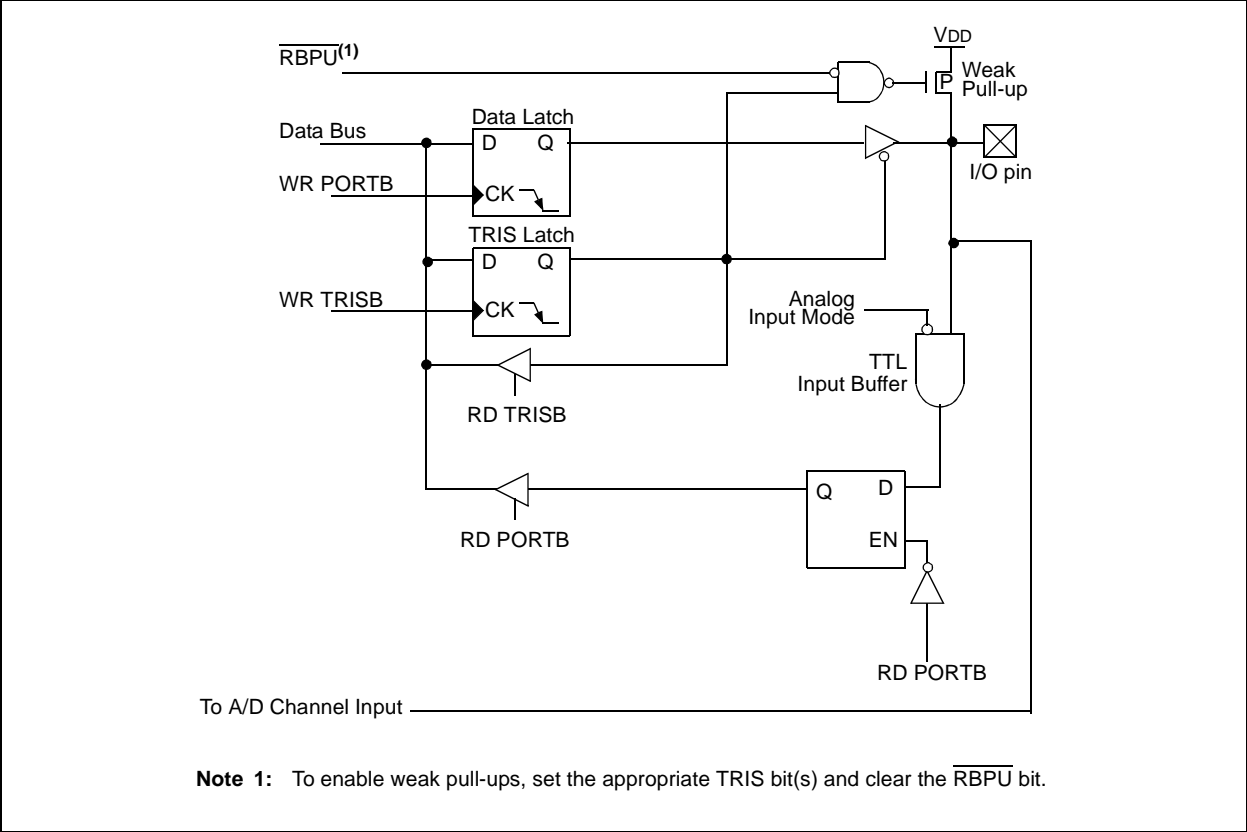 VDD
RBPU(1)
P
Weak
Pull-up
Data Latch
Data Bus
D Q
I/O pin
WR PORTB
CK
TRIS Latch
D Q
WR TRISB
CK
Analog
Input Mode
TTL
Input Buffer
RD TRISB
Q D
EN
RD PORTB
RD PORTB
To A/D Channel Input
Note 1: To enable weak pull-ups, set the appropriate TRIS bit(s) and clear the RBPU bit.